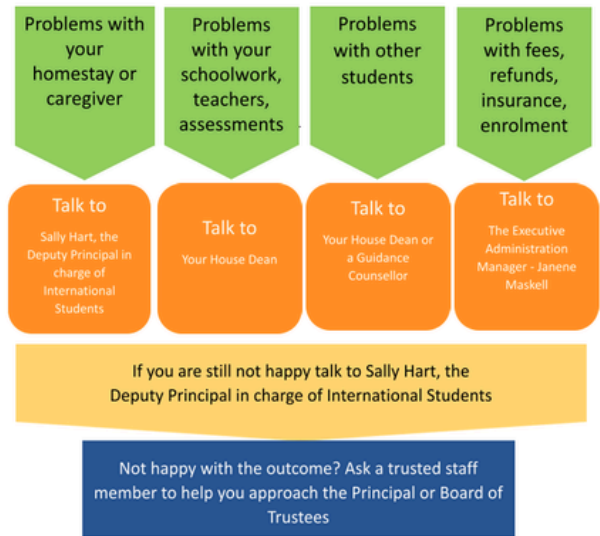 Problems with
your
homestay or
caregiver
Problems
with your
schoolwork,
teachers,
assessments
Problems
with other
students
Problems
with fees,
refunds,
insurance,
enrolment
Talk to
Sally Hart, the
Deputy Principal in
charge of
International
Students
Talk to
Your House Dean
Talk to
Your House Dean or
a Guidance
Counsellor
Talk to
The Executive
Administration
Manager - Janene
Maskell
If you are still not happy talk to Sally Hart, the
Deputy Principal in charge of International Students
Not happy with the outcome? Ask a trusted staff
member to help you approach the Principal or Board of
Trustees